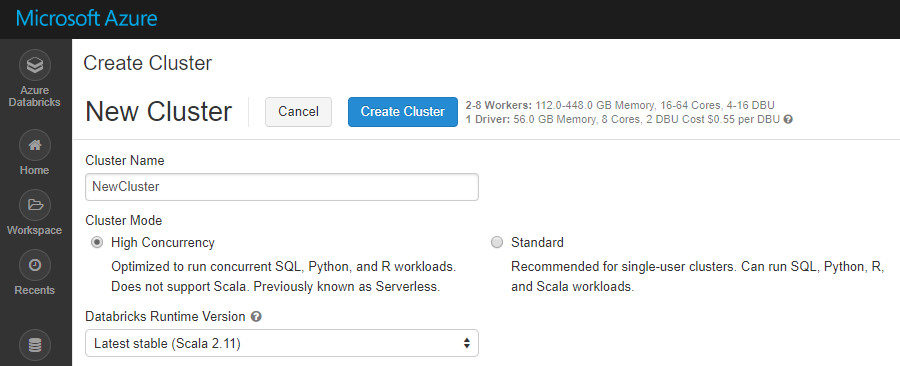 Microsoft Azure
Azure
Databricks
Home
Workspace
Recents
Create Cluster
New Cluster
Cancel
Create Cluster
2-8 Workers: 112.0-448.0 GB Memory, 16-64 Cores, 4-16 DBU
1 Driver: 56.0 GB Memory, 8 Cores, 2 DBU Cost $0.55 per DBU ?
Cluster Name
NewCluster
Cluster Mode
High Concurrency
Optimized to run concurrent SQL, Python, and R workloads.
Does not support Scala. Previously known as Serverless.
Standard
Recommended for single-user clusters. Can run SQL, Python, R,
and Scala workloads.
Databricks Runtime Version ?
Latest stable (Scala 2.11)